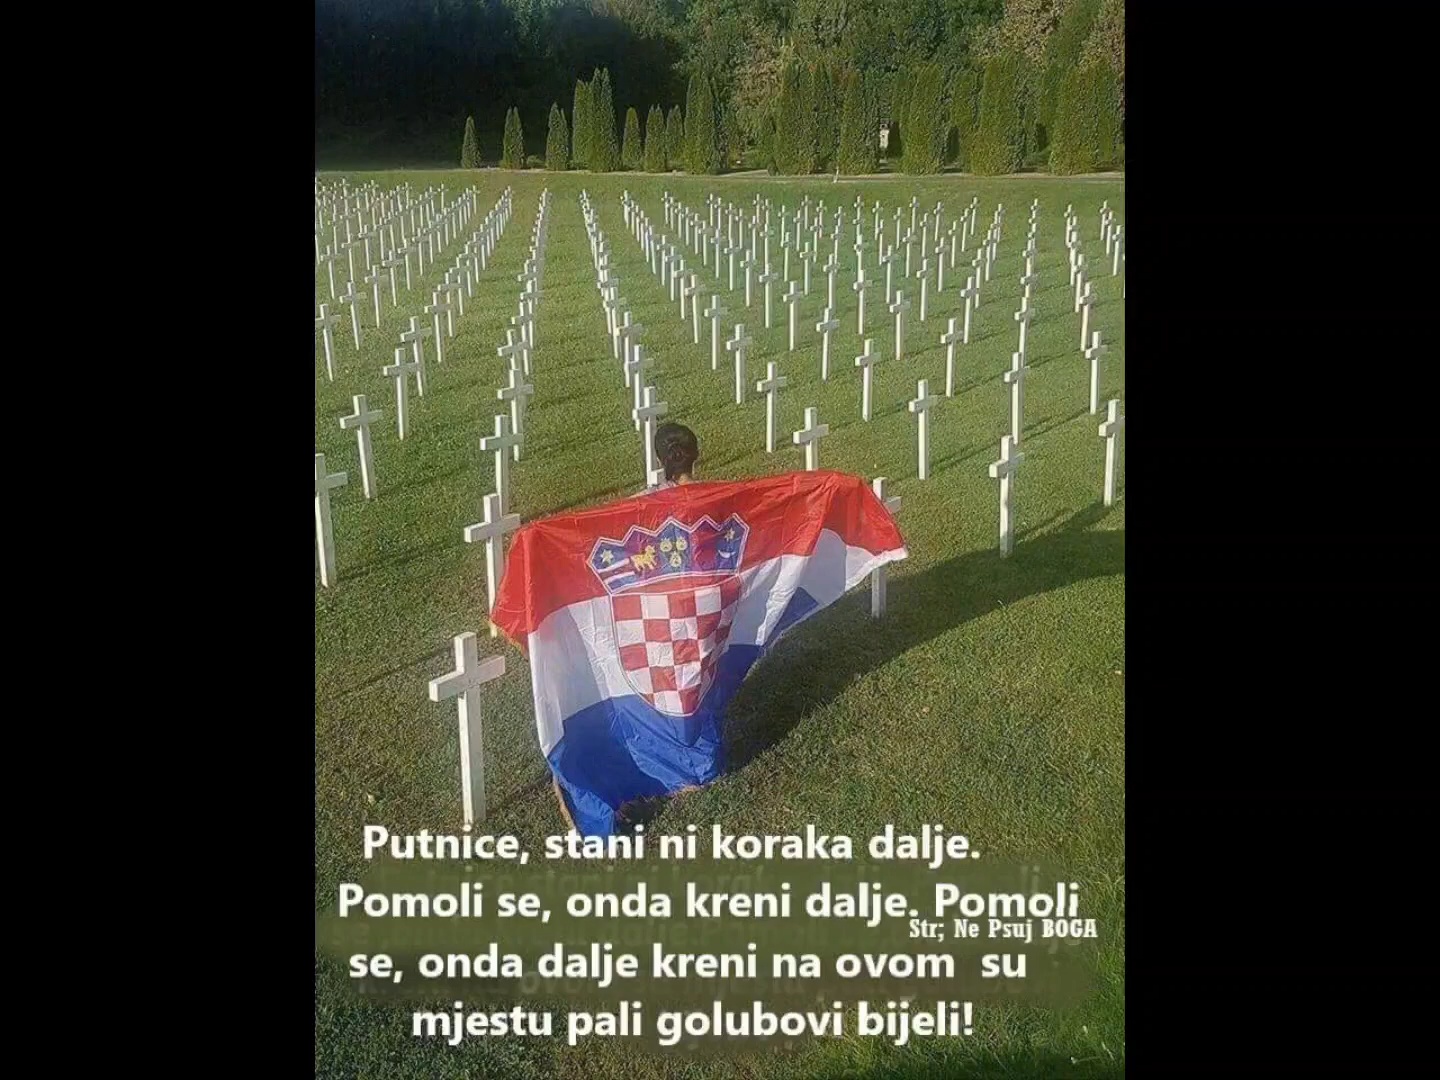 Putnice, stani ni koraka dalje.
Pomoli se, onda kreni dalje. Pomoli
Str; Ne Psuj BOGA
se, onda dalje kreni na ovom su
mjestu pali golubovi bijeli!